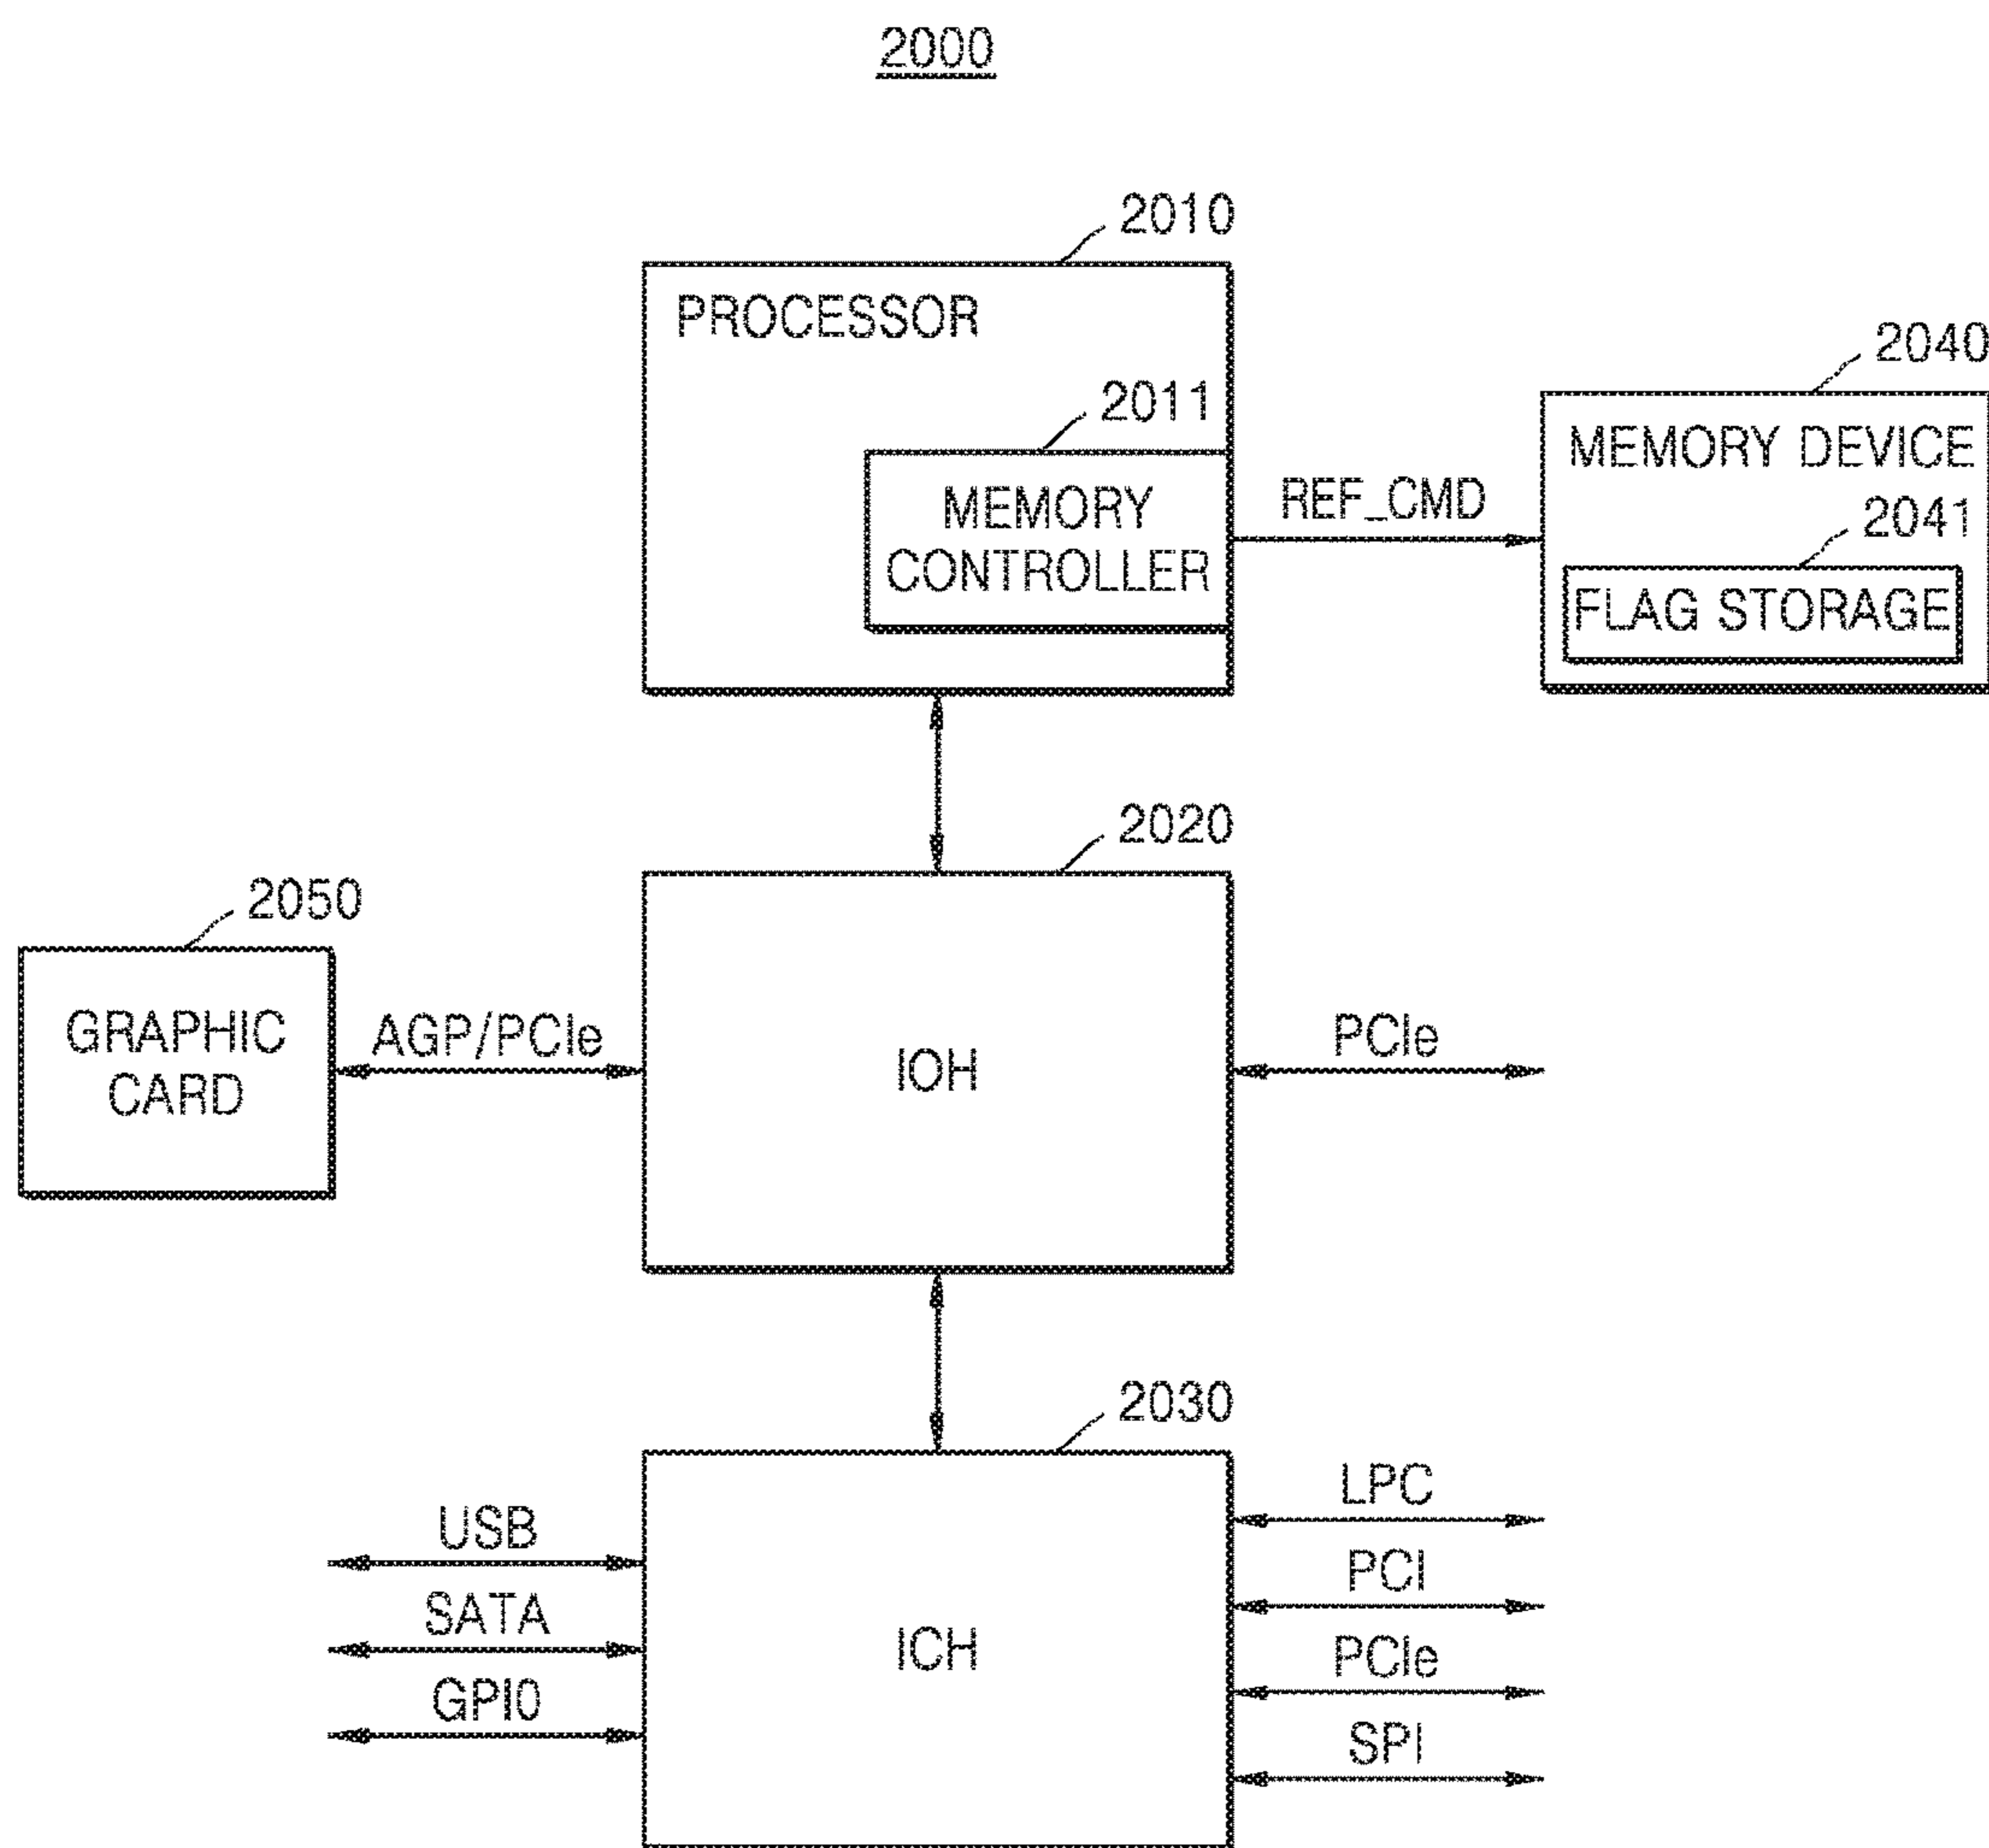 2000
2010
PROCESSOR
2011
MEMORY
CONTROLLER
REF_CMD
2040
MEMORY DEVICE
2041
FLAG STORAGE
2020
2050
GRAPHIC
CARD
AGP/PCIe
IOH
PCIe
2030
USB
SATA
GPI0
ICH
LPC
PCI
PCIe
SPI